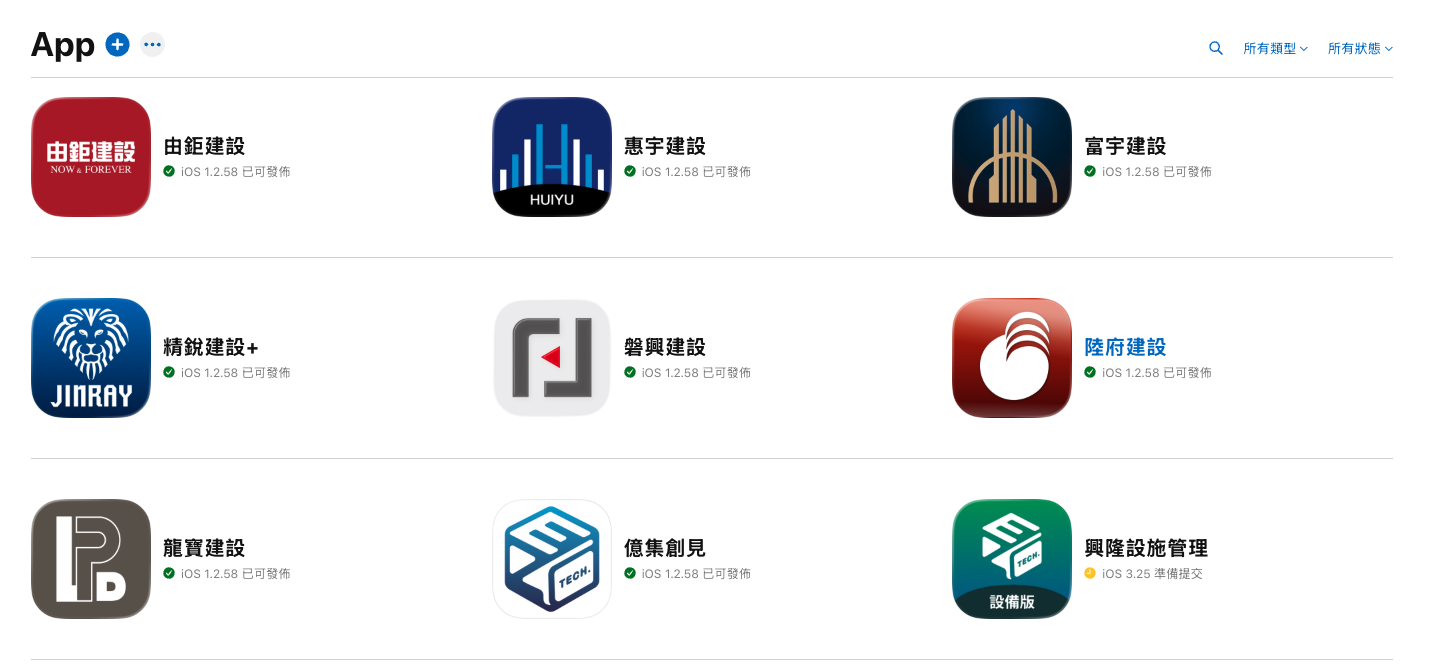 App
所有類型
所有狀態
由鉅建設
NOW & FOREVER
由鉅建設
iOS 1.2.58 已可發佈
HUIYU
惠宇建設
iOS 1.2.58 已可發佈
富宇建設
iOS 1.2.58 已可發佈
JINRAY
精銳建設+
iOS 1.2.58 已可發佈
磐興建設
iOS 1.2.58 已可發佈
陸府建設
iOS 1.2.58 已可發佈
LPD
龍寶建設
iOS 1.2.58 已可發佈
TECH.
億集創見
iOS 1.2.58 已可發佈
TECH.
設備版
興隆設施管理
iOS 3.25 準備提交